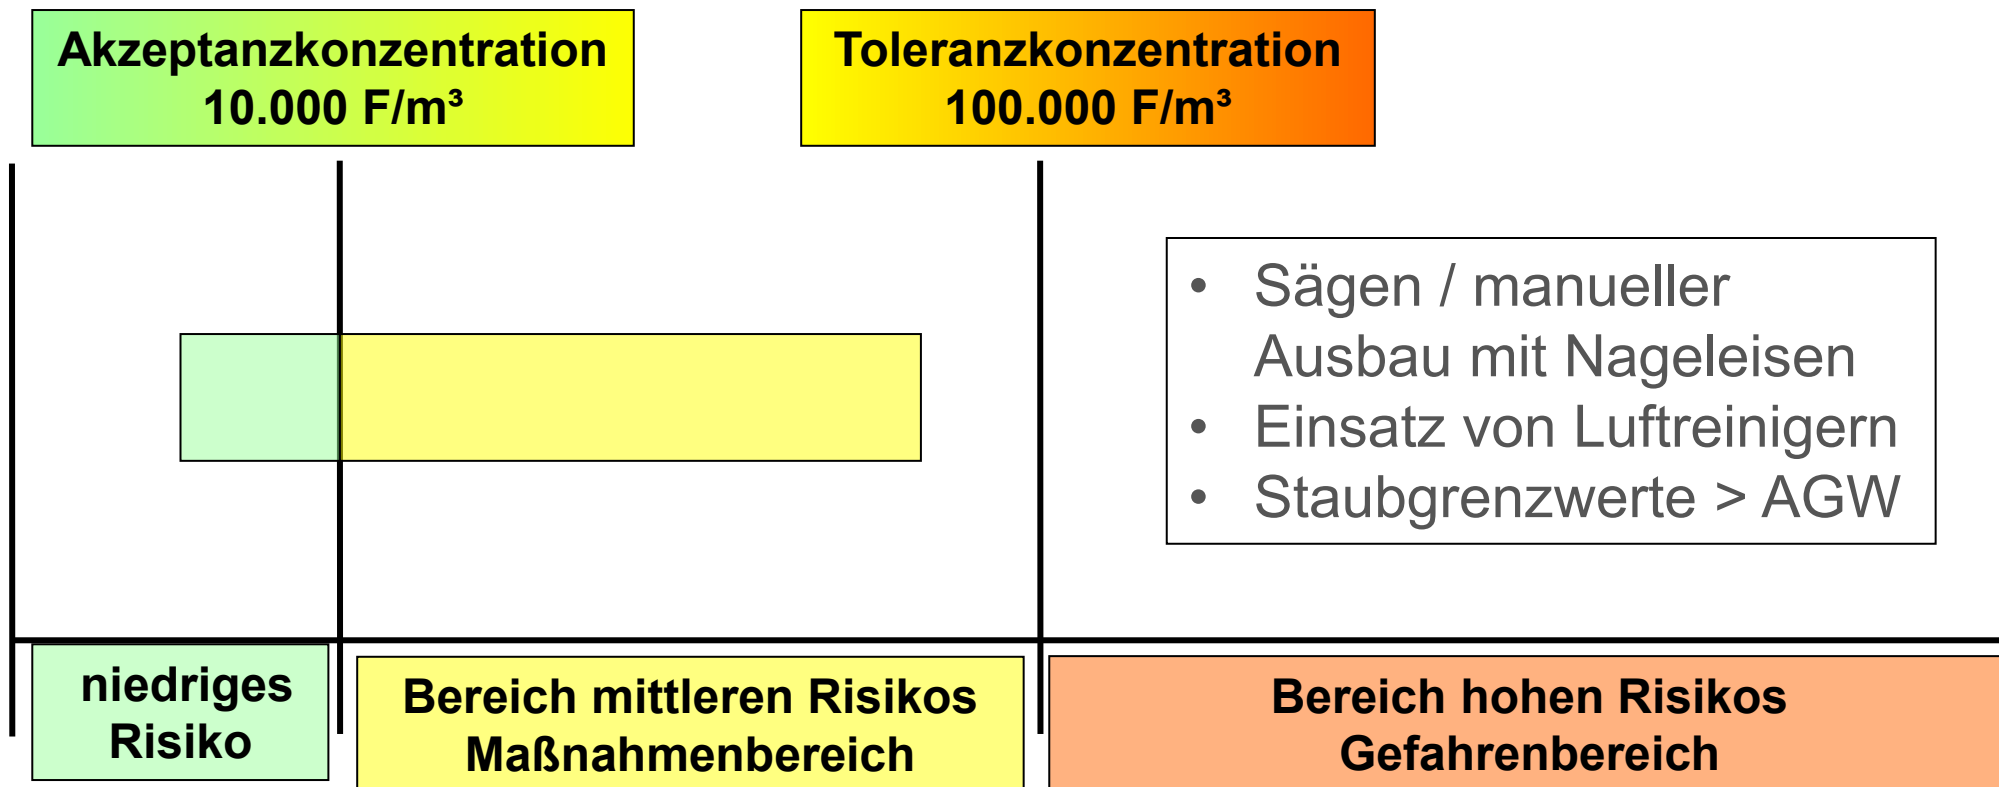 Akzeptanzkonzentration
10.000 F/m³
Toleranzkonzentration
100.000 F/m³
• Sägen / manueller
Ausbau mit Nageleisen
• Einsatz von Luftreinigern
• Staubgrenzwerte > AGW
niedriges
Risiko
Bereich mittleren Risikos
Maßnahmenbereich
Bereich hohen Risikos
Gefahrenbereich